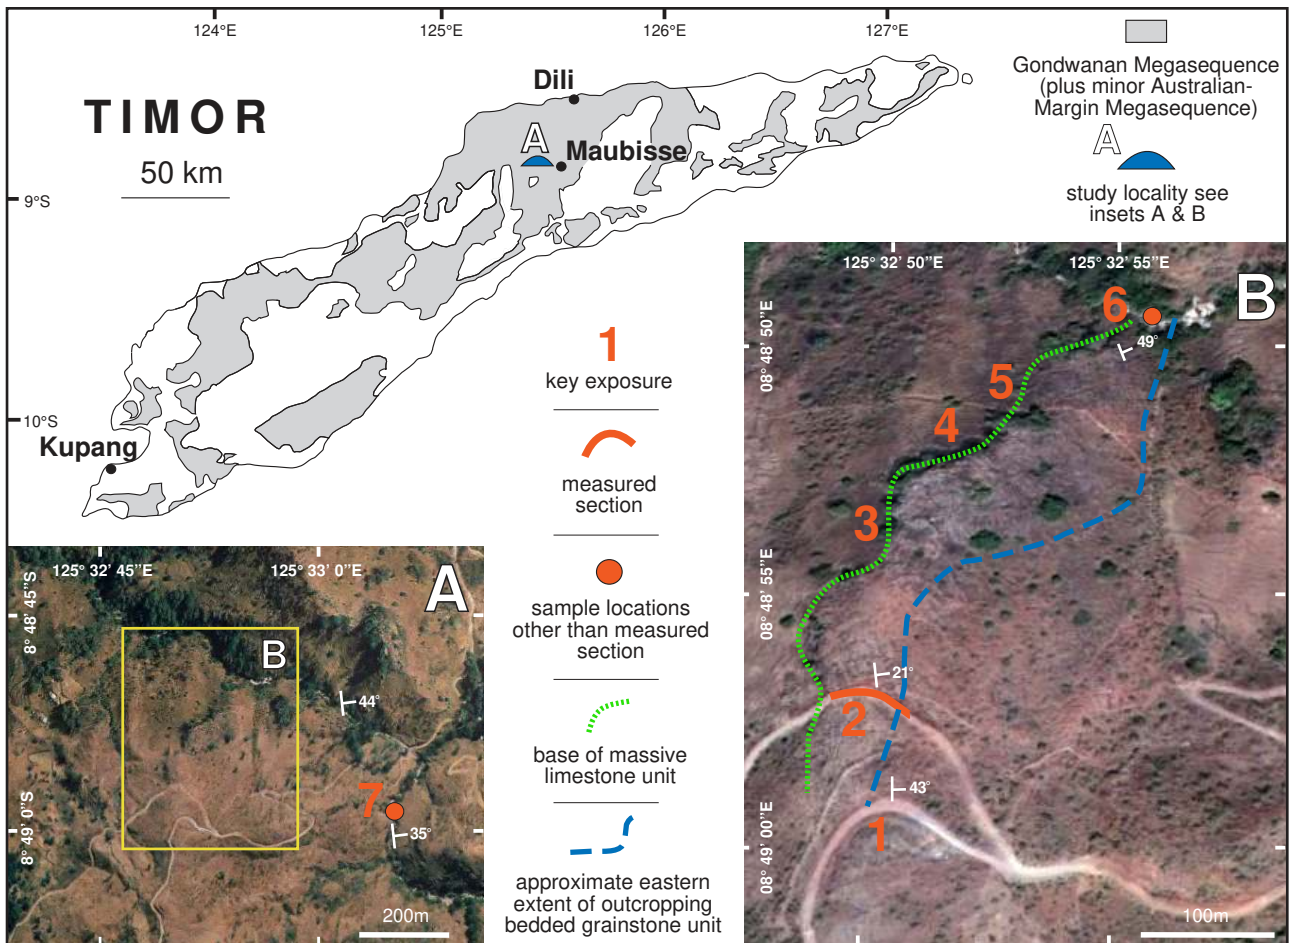 124°E
125°E
126°E
127°E
TIMOR
50 km
9°S
10°S
Dili
A
Maubisse
Kupang
Gondwanan Megasequence
(plus minor Australian-
Margin Megasequence)
A
study locality see
insets A & B
1
key exposure
measured
section
sample locations
other than measured
section
base of massive
limestone unit
approximate eastern
extent of outcropping
bedded grainstone unit
125° 32' 45"E
125° 33' 0"E
A
8° 48' 45"S
8° 49' 0"S
B
44°
7
35°
200m
125° 32' 50"E
125° 32' 55"E
B
08° 48' 50"E
08° 48' 55"E
08° 49' 00"E
6
49°
5
4
3
21°
2
43°
1
100m